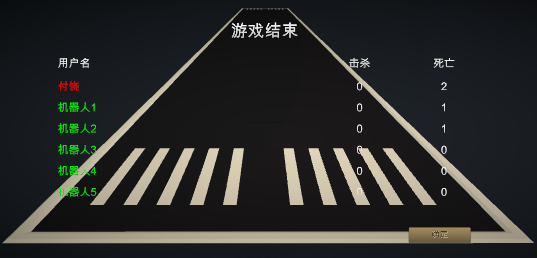 游戏结束
用户名 击杀 死亡
付铙 0 2
机器人1 0 1
机器人2 0 1
机器人3 0 0
机器人4 0 0
机器人5 0 0